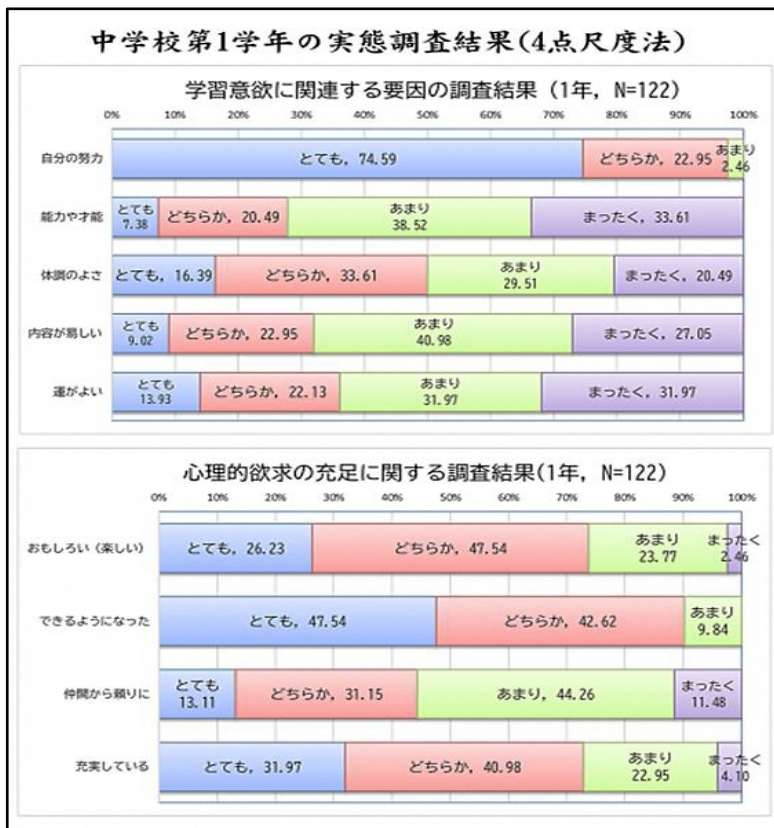 中学校第1学年の実態調査結果(4点尺度法)
学習意欲に関連する要因の調査結果 (1年, N=122)
0% 10% 20% 30% 40% 50% 60% 70% 80% 90% 100%
自分の努力 とても, 74.59 どちらか, 22.95 あまり 2.46
能力や才能 とても 7.38 どちらか, 20.49 あまり 38.52 まったく, 33.61
体調のよさ とても, 16.39 どちらか, 33.61 あまり 29.51 まったく, 20.49
内容が易しい とても 9.02 どちらか, 22.95 あまり 40.98 まったく, 27.05
運がよい とても 13.93 どちらか, 22.13 あまり 31.97 まったく, 31.97
心理的欲求の充足に関する調査結果(1年, N=122)
0% 10% 20% 30% 40% 50% 60% 70% 80% 90% 100%
おもしろい (楽しい) とても, 26.23 どちらか, 47.54 あまり 23.77 まったく 2.46
できるようになった とても, 47.54 どちらか, 42.62 あまり 9.84
仲間から頼りに とても 13.11 どちらか, 31.15 あまり, 44.26 まったく 11.48
充実している とても, 31.97 どちらか, 40.98 あまり 22.95 まったく 4.10